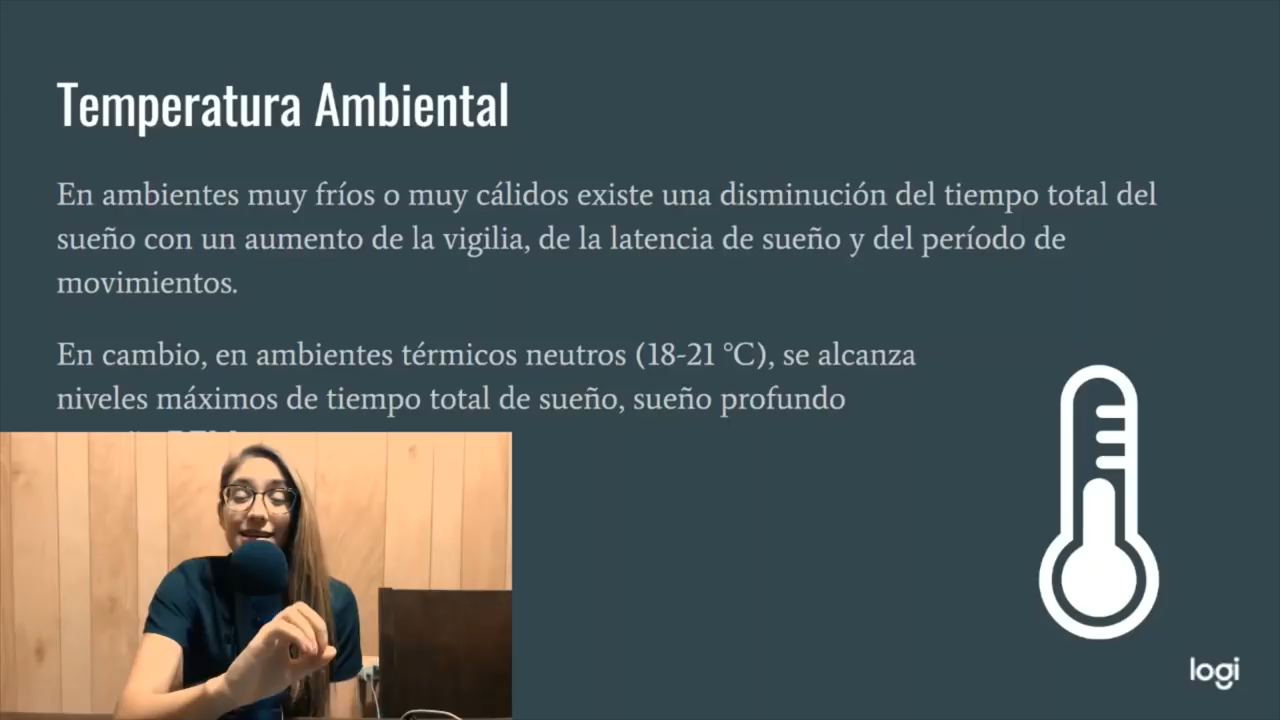 Temperatura Ambiental
En ambientes muy fríos o muy cálidos existe una disminución del tiempo total del
sueño con un aumento de la vigilia, de la latencia de sueño y del período de
movimientos.
En cambio, en ambientes térmicos neutros (18-21 °C), se alcanza
niveles máximos de tiempo total de sueño, sueño profundo
logi